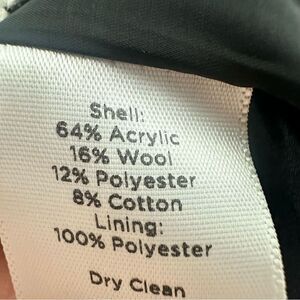 Shell:
64% Acrylic
16% Wool
12% Polyester
8% Cotton
Lining:
100% Polyester
Dry Clean